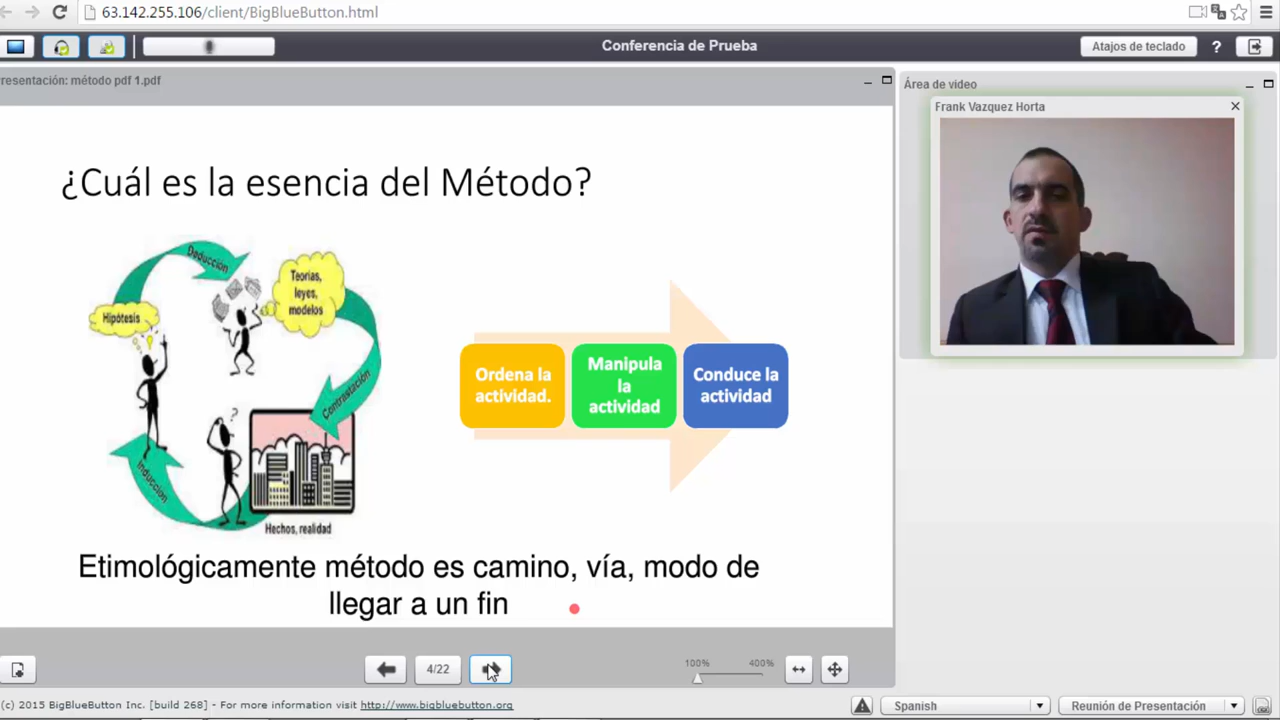 63.142.255.106/client/BigBlueButton.html
Conferencia de Prueba
Atajos de teclado
?
resentación: método pdf 1.pdf
Área de video
Frank Vazquez Horta
¿Cuál es la esencia del Método?
Deducción
Teorías,
leyes,
modelos
Hipótesis
Contrastación
?
Inducción
Hechos, realidad
Ordena la
actividad.
Manipula
la
actividad
Conduce la
actividad
Etimológicamente método es camino, vía, modo de
llegar a un fin
4/22
100%
400%
(c) 2015 BigBlueButton Inc. [build 268] - For more information visit http://www.bigbluebutton.org
Spanish
Reunión de Presentación